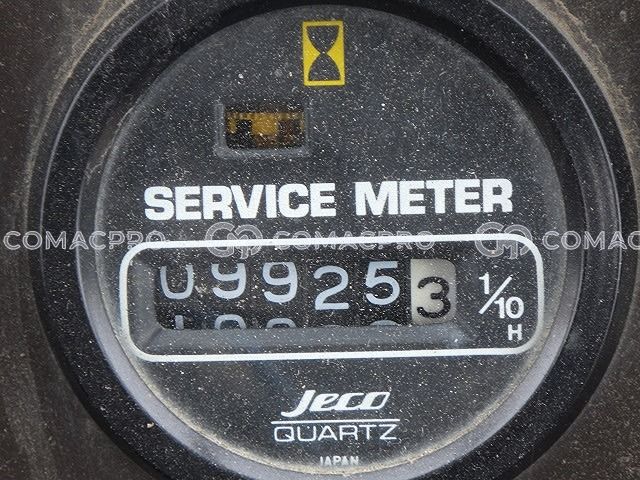 SERVICE METER
COMACPRO COMACPRO COMACPRO
099253 1/10
H
Jeco
QUARTZ
JAPAN